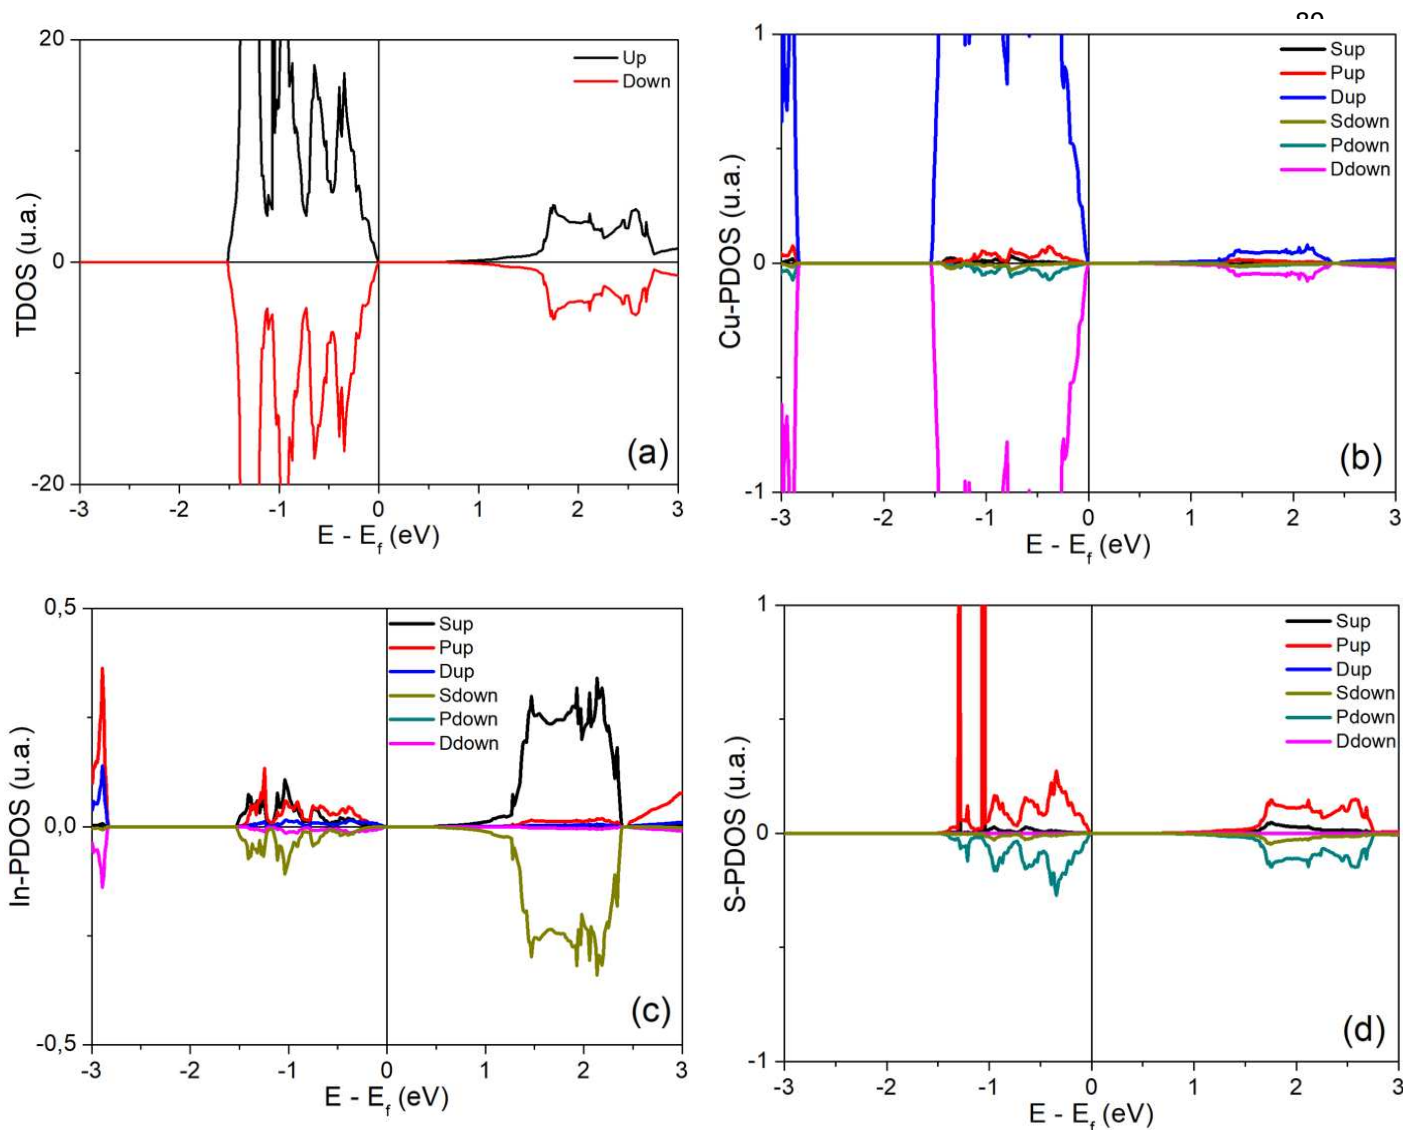 20
10
0
-10
-20
-3
-2
-1
0
1
2
3
TDOS (u.a.)
E - Ef (eV)
Up
Down
(a)
1
0
-1
-3
-2
-1
0
1
2
3
Cu-PDOS (u.a.)
E - Ef (eV)
Sup
Pup
Dup
Sdown
Pdown
Ddown
(b)
0,5
0,0
-0,5
-3
-2
-1
0
1
2
3
In-PDOS (u.a.)
E - Ef (eV)
Sup
Pup
Dup
Sdown
Pdown
Ddown
(c)
1
0
-1
-3
-2
-1
0
1
2
3
S-PDOS (u.a.)
E - Ef (eV)
Sup
Pup
Dup
Sdown
Pdown
Ddown
(d)